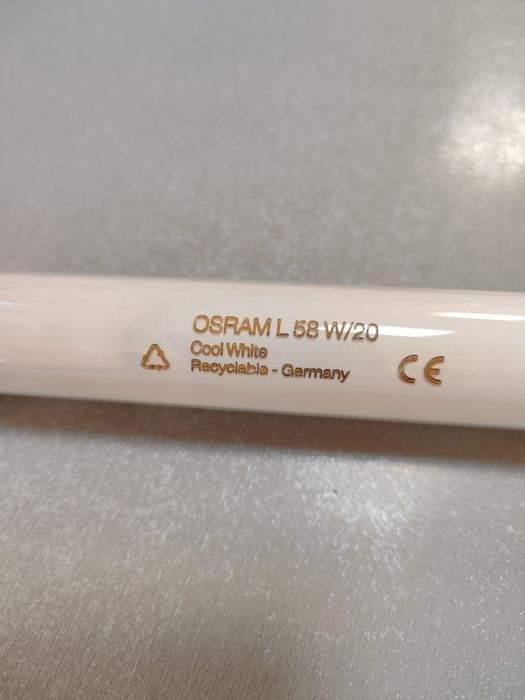 OSRAM L 58 W/20
Cool White
Recyclable - Germany
CE